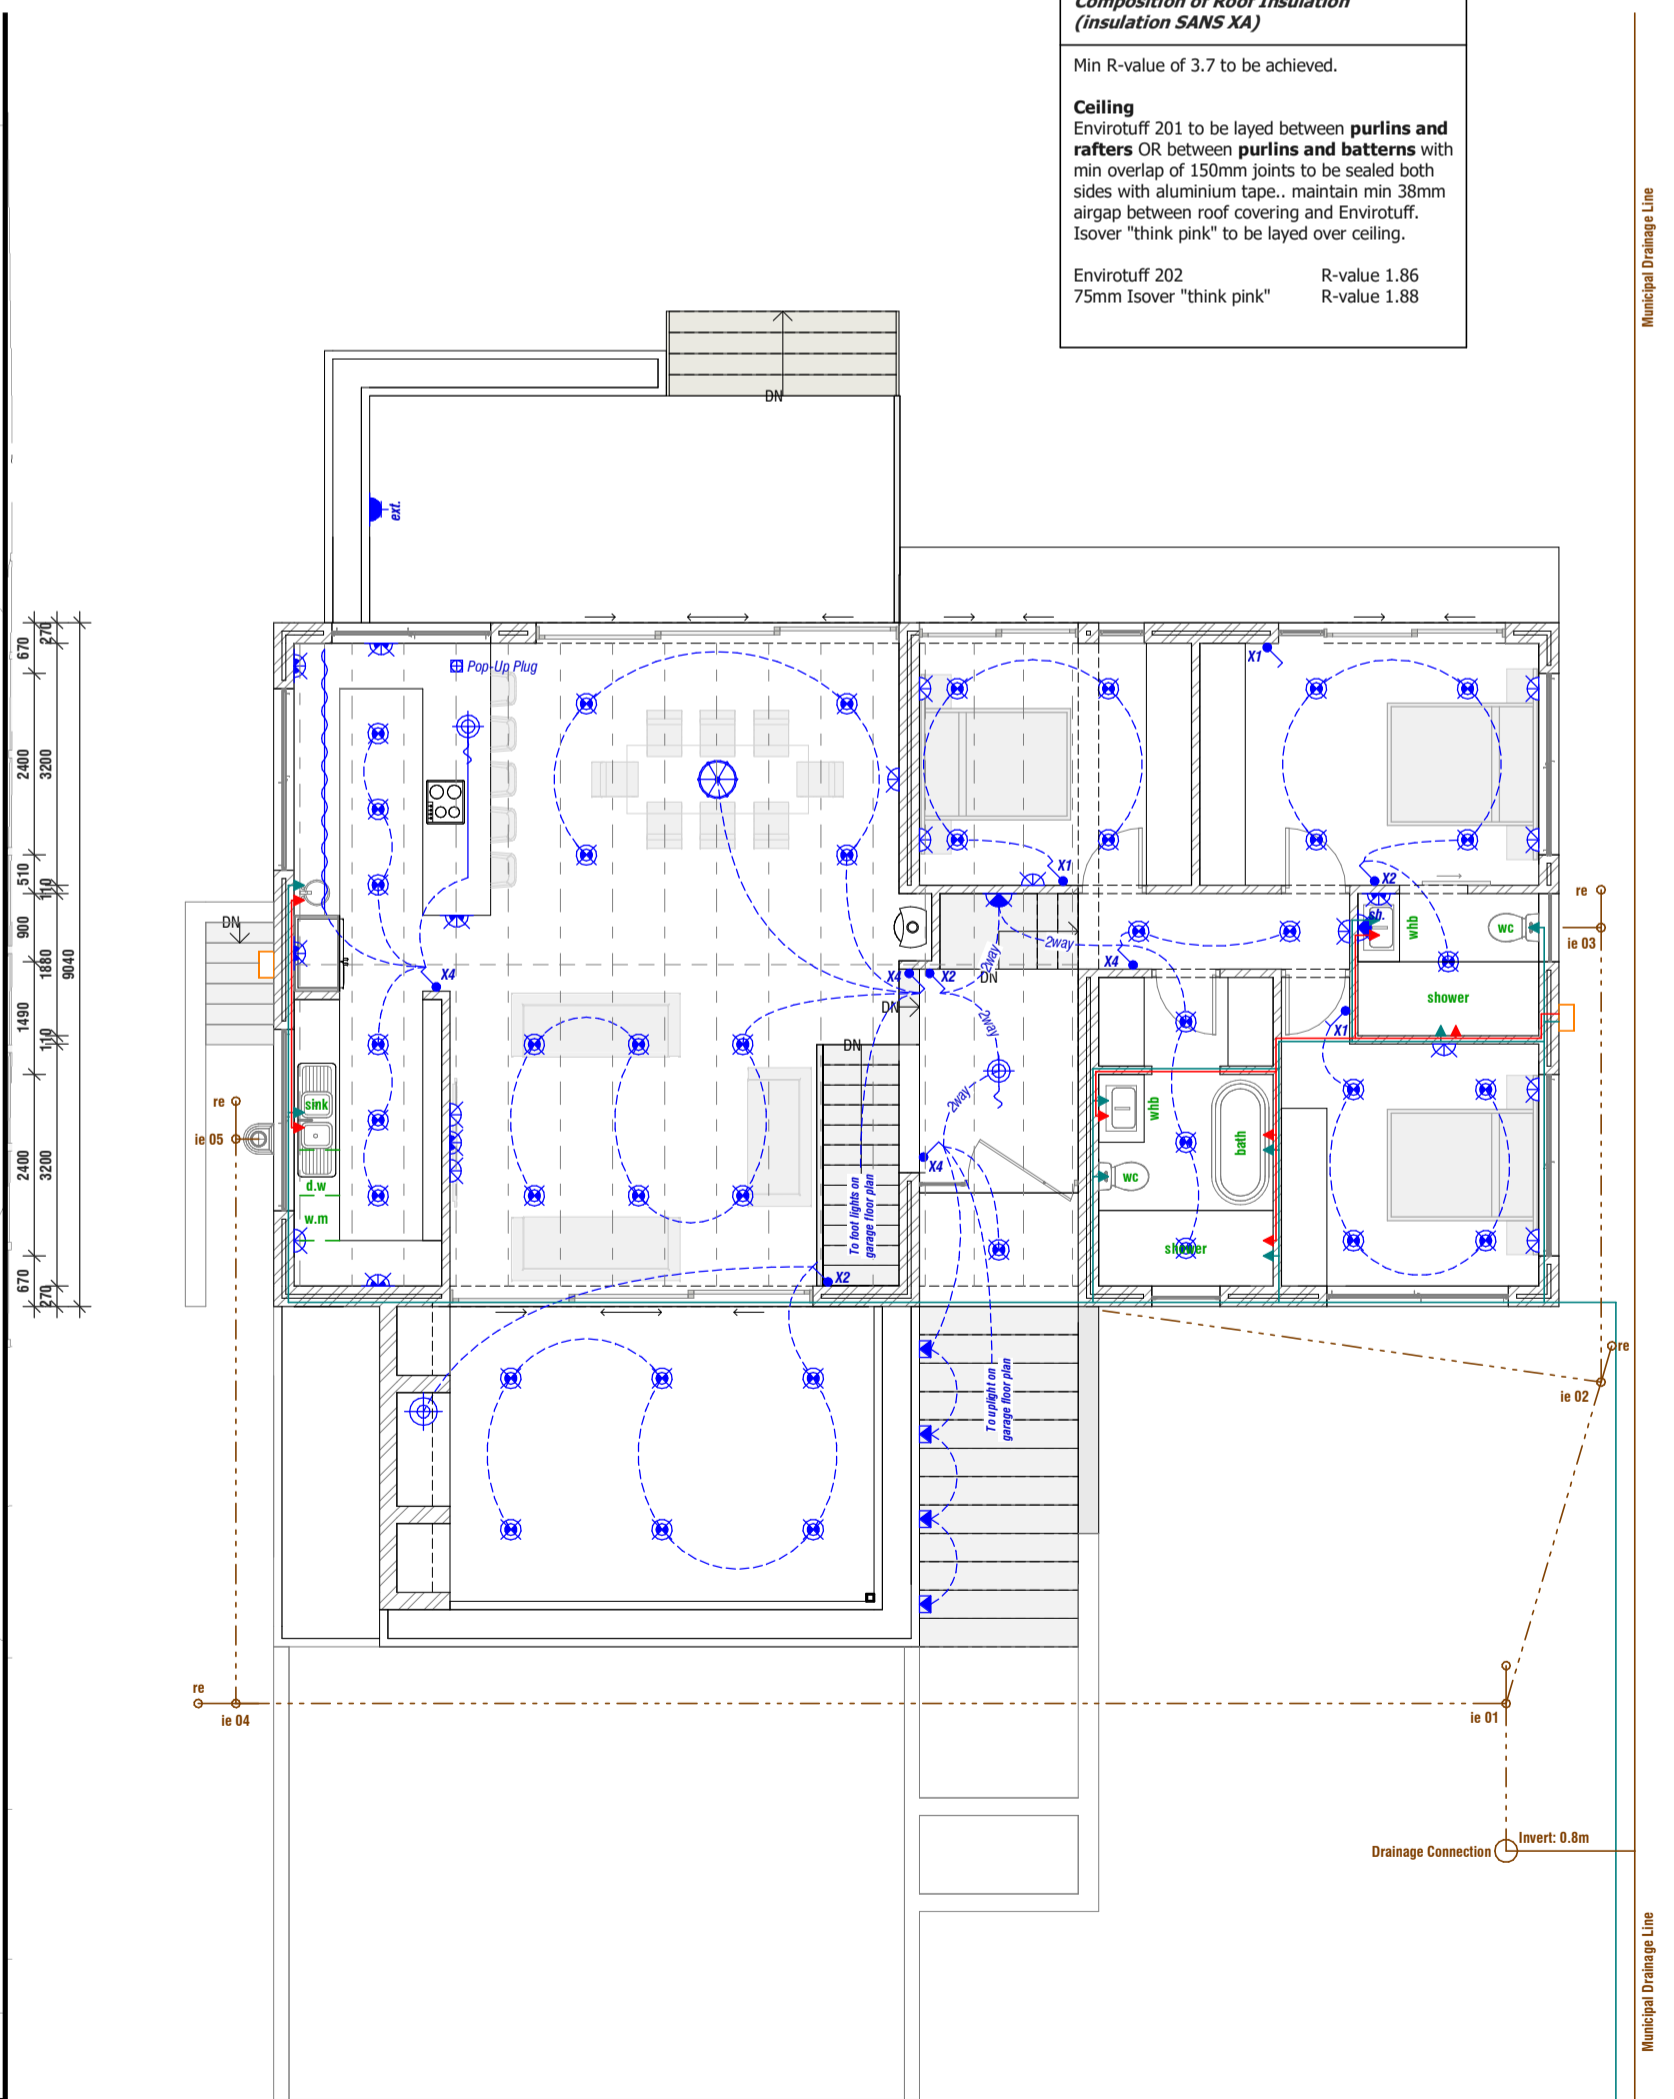 Composition of Roof Insulation
(insulation SANS XA)
Min R-value of 3.7 to be achieved.
Ceiling
Envirotuff 201 to be layed between purlins and
rafters OR between purlins and batterns with
min overlap of 150mm joints to be sealed both
sides with aluminium tape.. maintain min 38mm
airgap between roof covering and Envirotuff.
Isover "think pink" to be layed over ceiling.
Envirotuff 202 R-value 1.86
75mm Isover "think pink" R-value 1.88
Municipal Drainage Line
DN
ext.
670
270
2400
3200
510
110
900
1880
9040
1490
110
2400
3200
670
270
Pop-Up Plug
X1
X1
X2
DN
sh.
whb
wc
re
ie 03
2way
X4
X4
X4
X2
2way
DN
DN
shower
2way
X1
DN
re
ie 05
sink
d.w
w.m
2way
X4
whb
bath
wc
To foot lights on
garage floor plan
shower
X2
re
ie 02
To uplight on
garage floor plan
re
ie 04
ie 01
Drainage Connection
Invert: 0.8m
Municipal Drainage Line